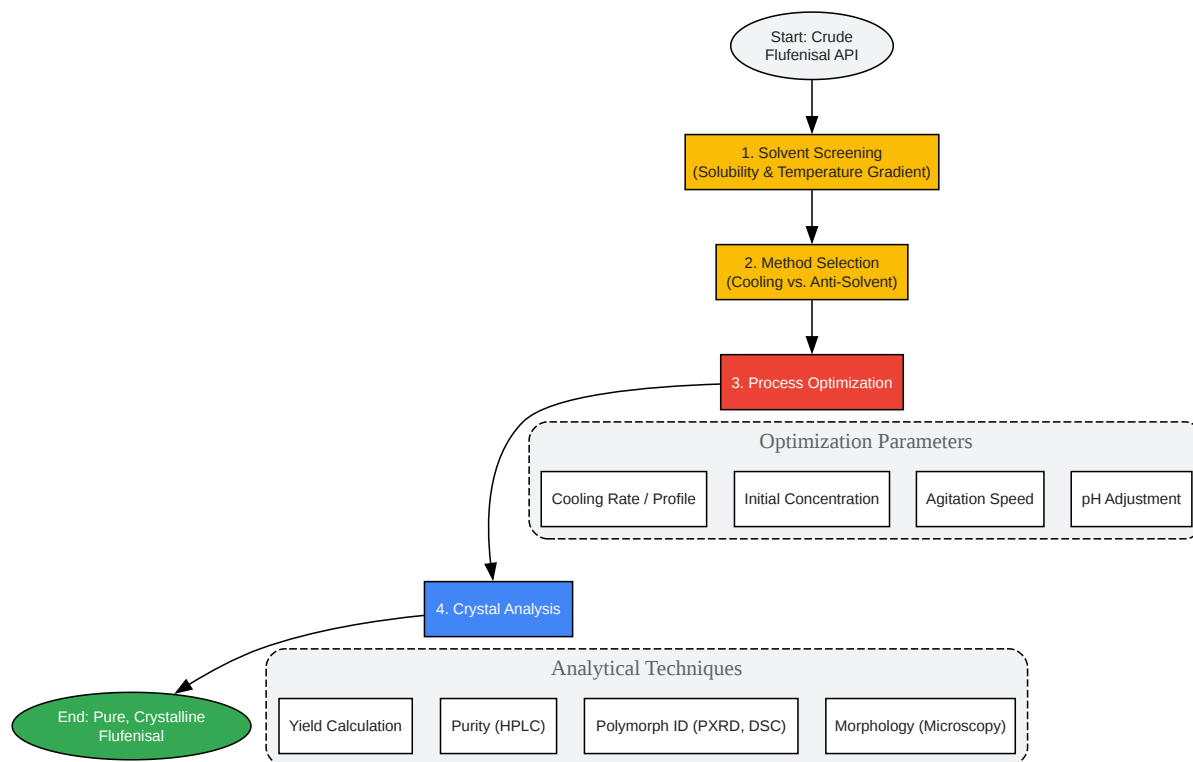 Start: Crude
Flufenisal API
1. Solvent Screening
(Solubility & Temperature Gradient)
2. Method Selection
(Cooling vs. Anti-Solvent)
3. Process Optimization
Optimization Parameters
Cooling Rate / Profile
Initial Concentration
Agitation Speed
pH Adjustment
4. Crystal Analysis
Analytical Techniques
Yield Calculation
Purity (HPLC)
Polymorph ID (PXRD, DSC)
Morphology (Microscopy)
End: Pure, Crystalline
Flufenisal